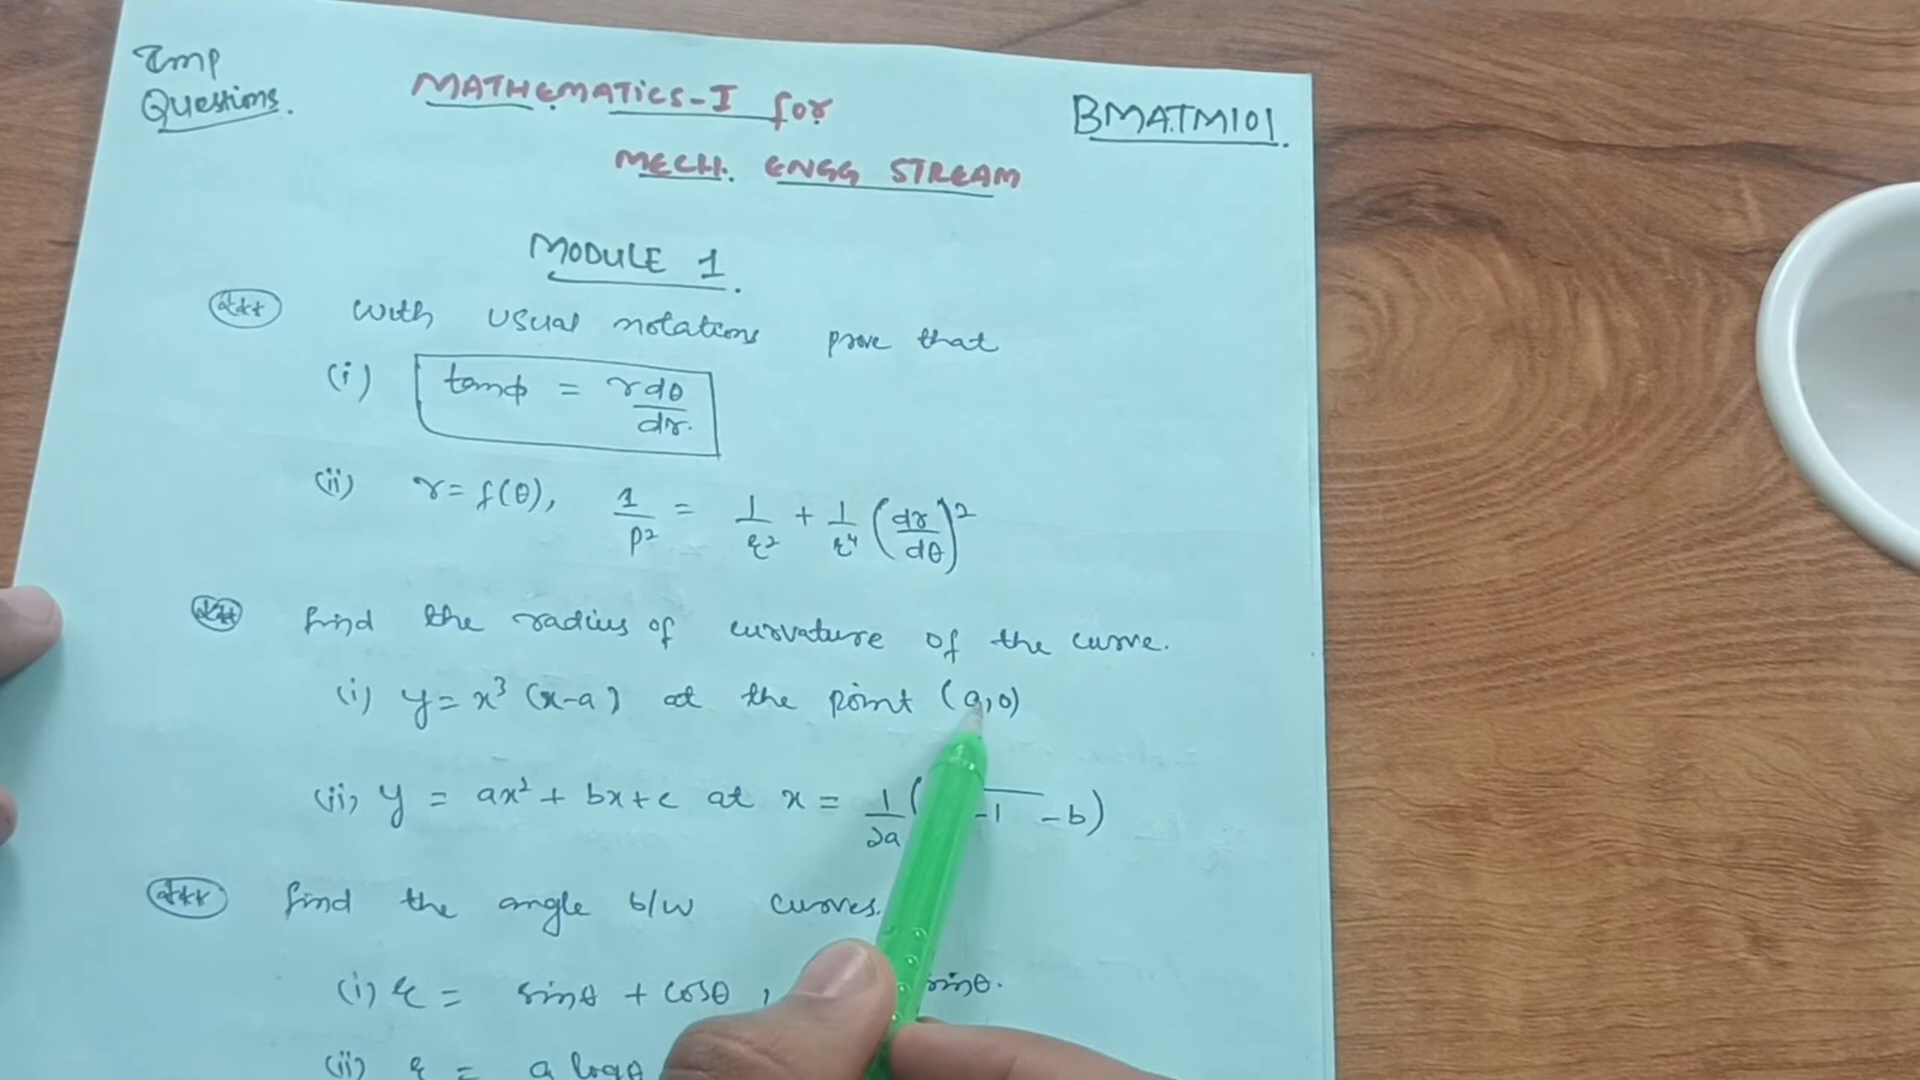 Imp
Questions.
MATHEMATICS-I for
BMATM101.
MECH. ENGG STREAM
MODULE 1.
With usual notations prove that
(i) tanϕ = rdθ/dr.
(ii) r = f(θ), 1/p² = 1/r² + 1/r⁴ (dr/dθ)²
find the radius of curvature of the curve.
(i) y = x³ (x-a) at the point (a,0)
(ii) y = ax² + bx + c at x = 1/2a ( -1 -b)
find the angle b/w curves.
(i) r = sinθ + cosθ, sinθ.
(ii) r = a logθ